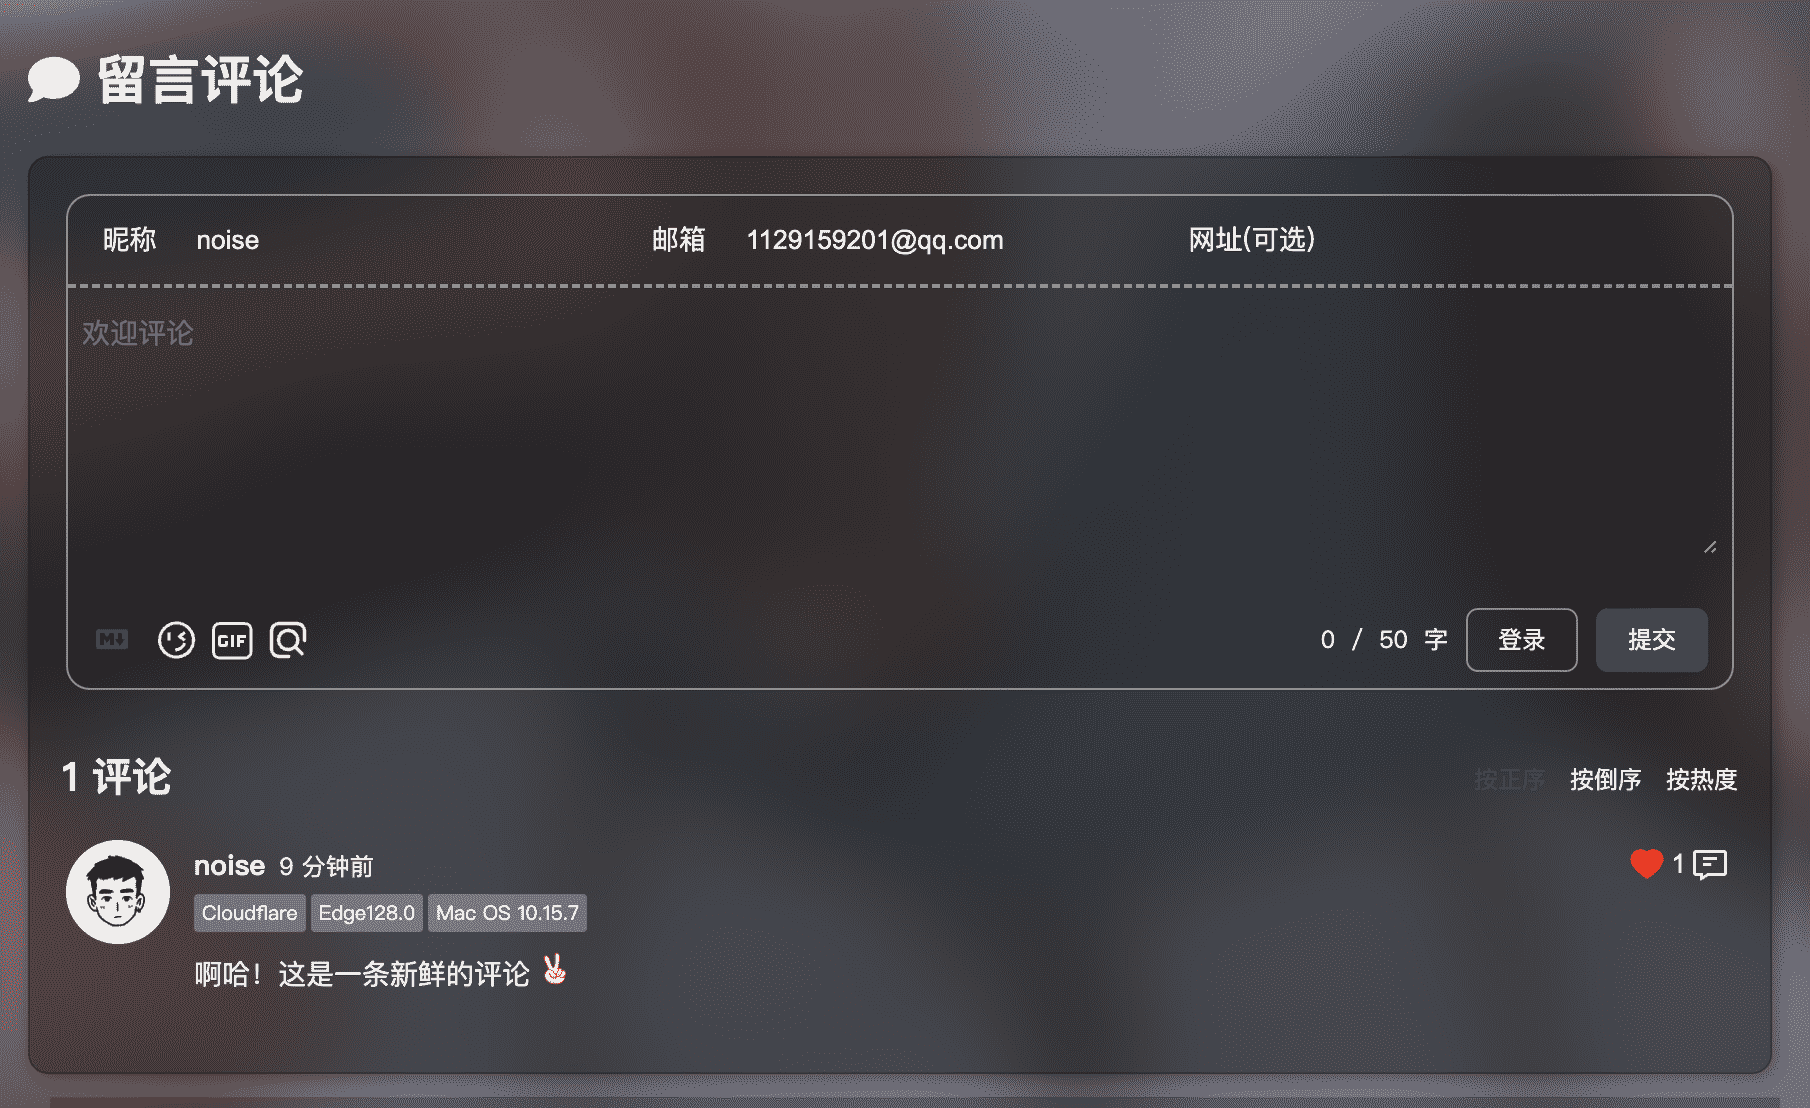 留言评论
昵称 noise 邮箱 1129159201@qq.com 网址(可选)
欢迎评论
M GIF 0 / 50 字 登录 提交
1 评论 按正序 按倒序 按热度
noise 9 分钟前 1
Cloudflare Edge128.0 Mac OS 10.15.7
啊哈！这是一条新鲜的评论 ✌🏻